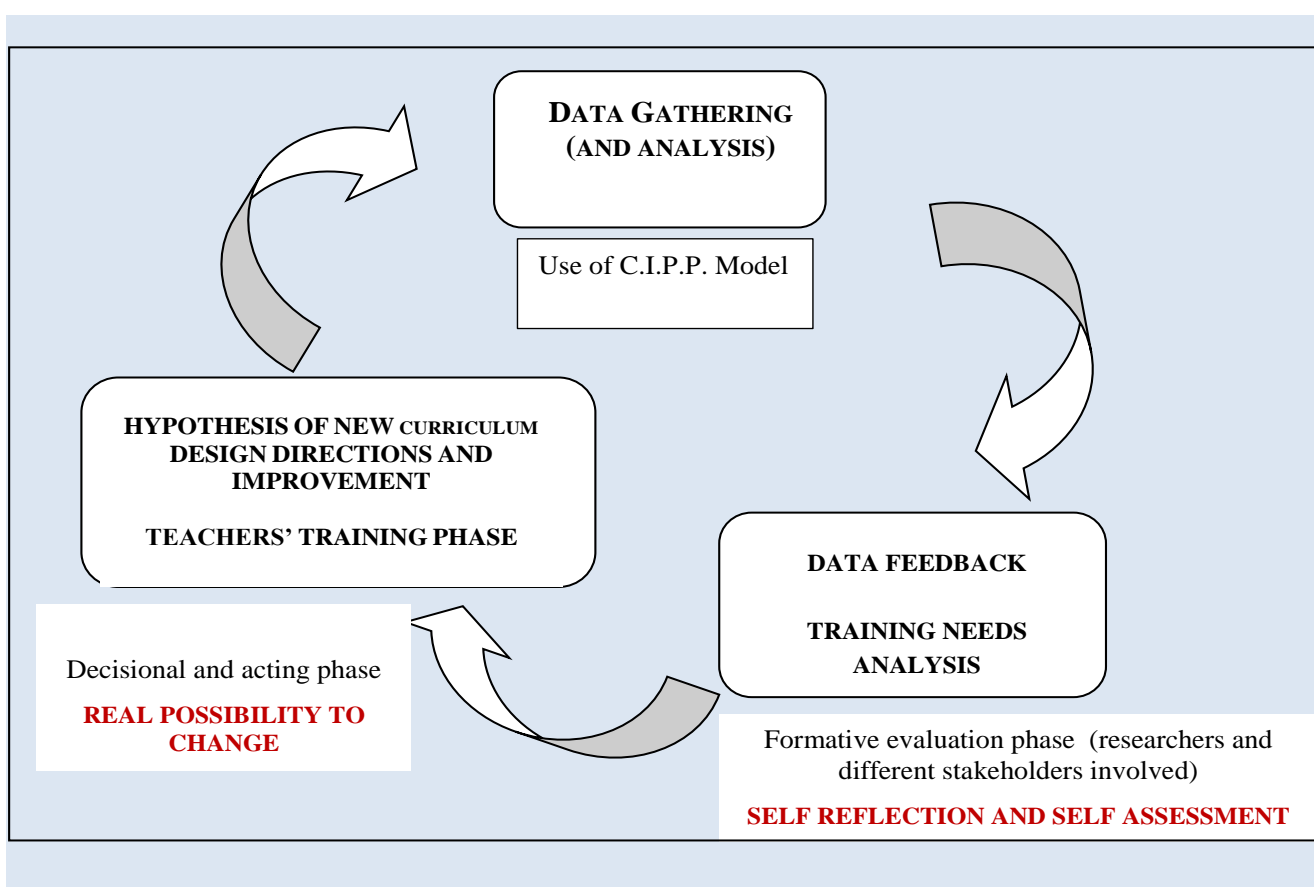 DATA GATHERING
(AND ANALYSIS)
Use of C.I.P.P. Model
HYPOTHESIS OF NEW CURRICULUM
DESIGN DIRECTIONS AND
IMPROVEMENT
TEACHERS’ TRAINING PHASE
DATA FEEDBACK
TRAINING NEEDS
ANALYSIS
Decisional and acting phase
REAL POSSIBILITY TO
CHANGE
Formative evaluation phase (researchers and
different stakeholders involved)
SELF REFLECTION AND SELF ASSESSMENT